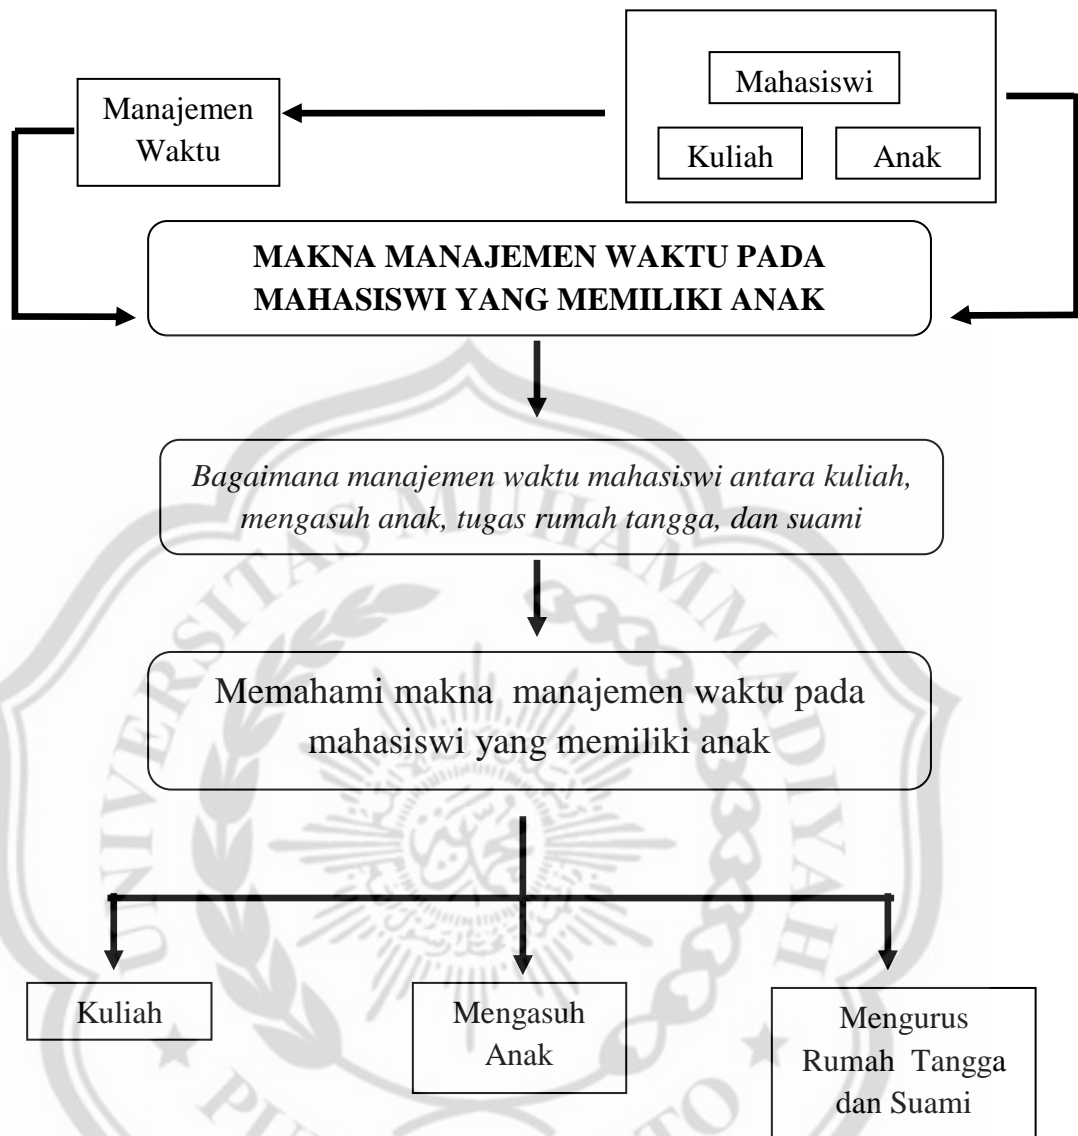 Mahasiswi
Manajemen
Waktu
Kuliah
Anak
MAKNA MANAJEMEN WAKTU PADA
MAHASISWI YANG MEMILIKI ANAK
Bagaimana manajemen waktu mahasiswi antara kuliah,
mengasuh anak, tugas rumah tangga, dan suami
Memahami makna manajemen waktu pada
mahasiswi yang memiliki anak
Kuliah
Mengasuh
Anak
Mengurus
Rumah Tangga
dan Suami
UNIVERSITAS MUHAMMADIYAH